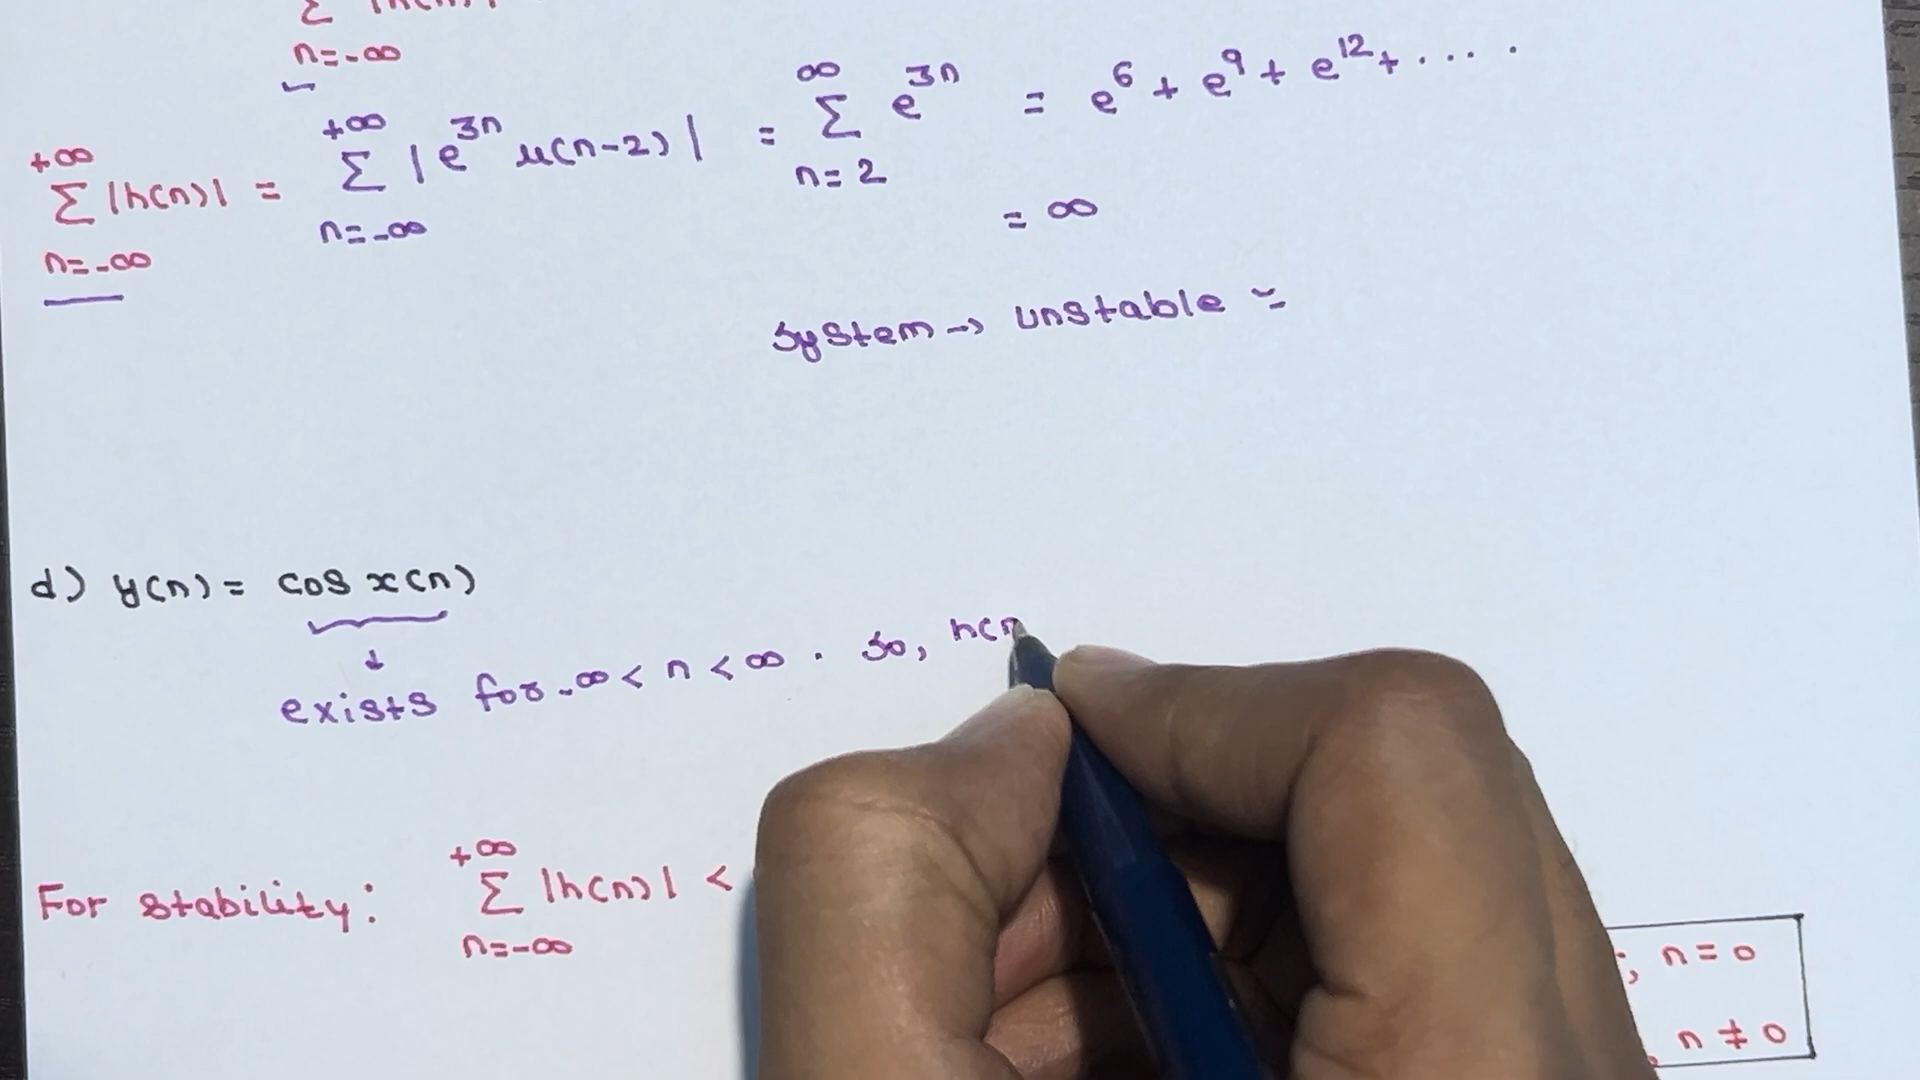 n=-∞
+∞ Σ n=-∞ |h(n)| = +∞ Σ n=-∞ |e^3n u(n-2)| = ∞ Σ n=2 e^3n = e^6 + e^9 + e^12 + .....
= ∞
System → unstable
d) y(n) = cos x(n)
↓
exists for -∞ < n < ∞ . So, h(n
For stability: +∞ Σ n=-∞ |h(n)| <
; n = 0
n ≠ 0